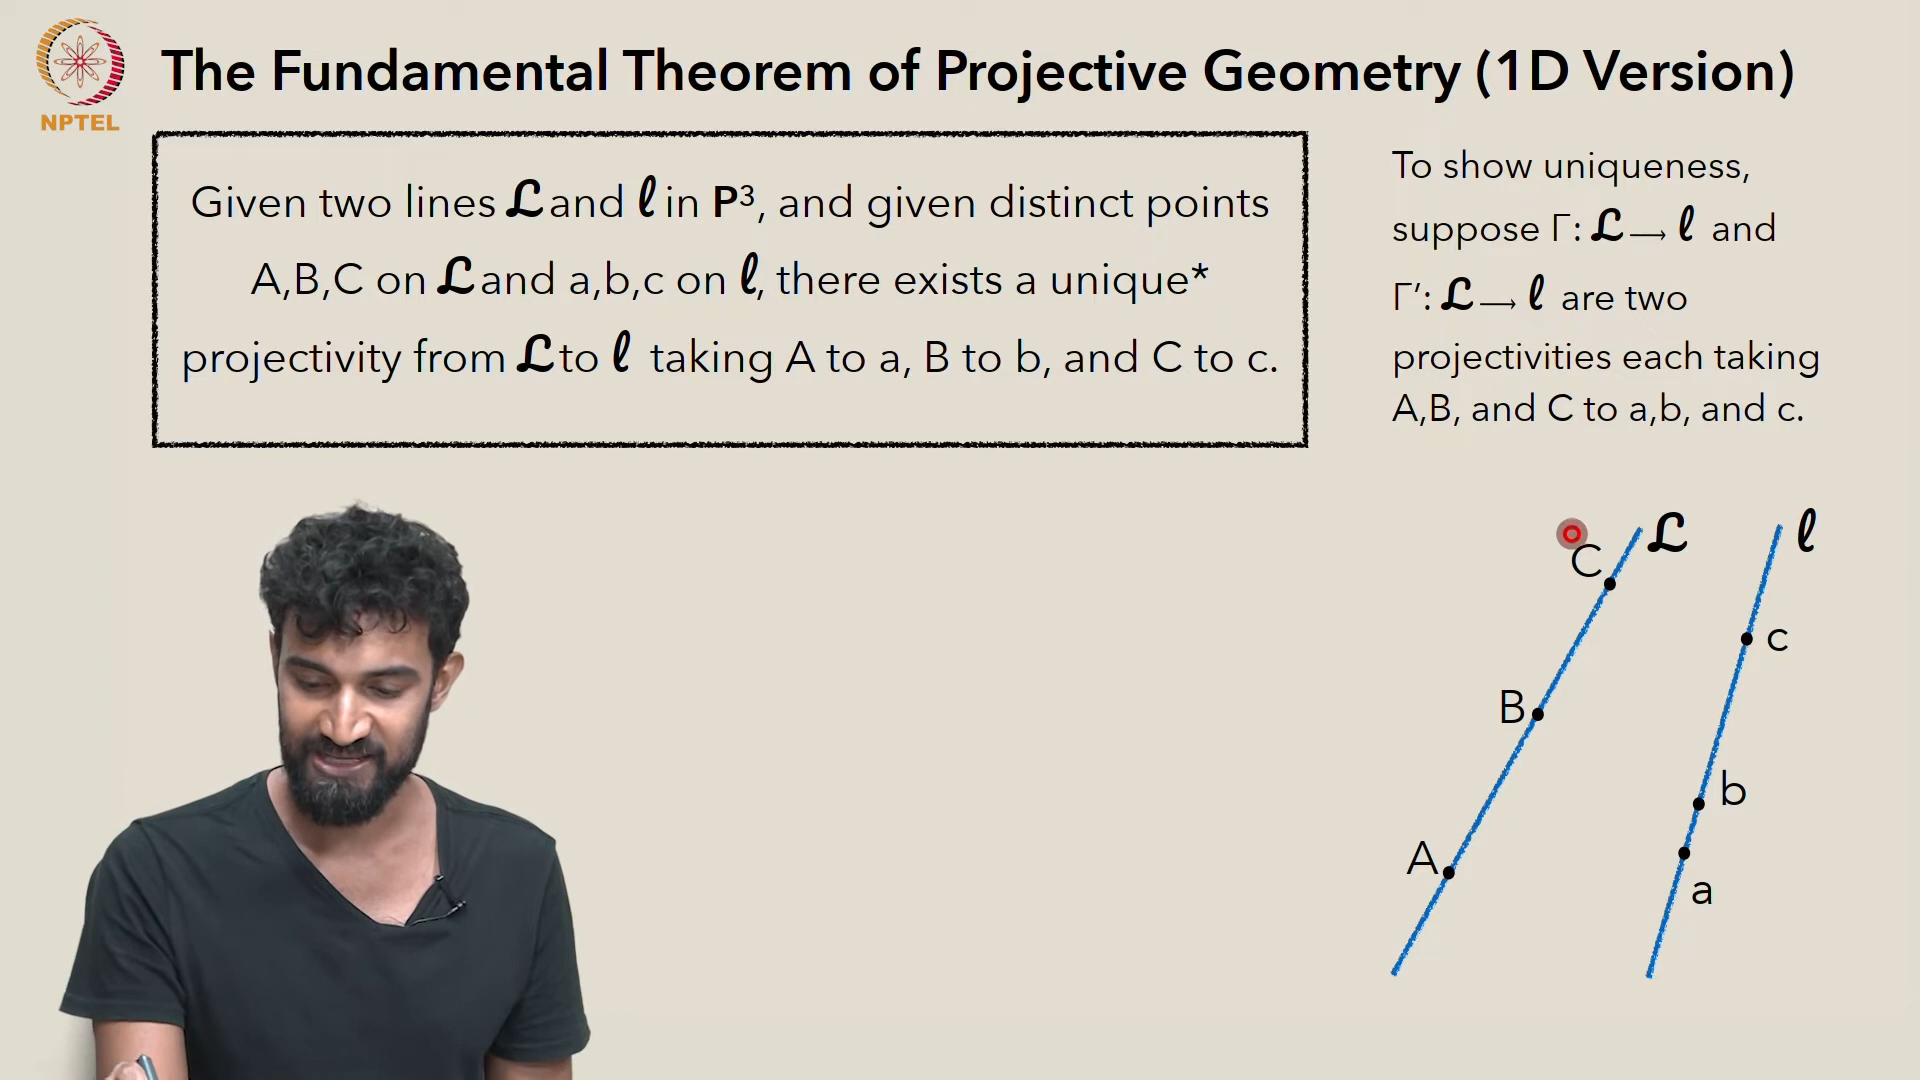 The Fundamental Theorem of Projective Geometry (1D Version)
NPTEL
Given two lines ℒ and ℓ in P³, and given distinct points
A,B,C on ℒ and a,b,c on ℓ, there exists a unique*
projectivity from ℒ to ℓ taking A to a, B to b, and C to c.
To show uniqueness,
suppose Γ: ℒ → ℓ and
Γ’: ℒ → ℓ are two
projectivities each taking
A,B, and C to a,b, and c.
ℒ
ℓ
C
c
B
b
A
a